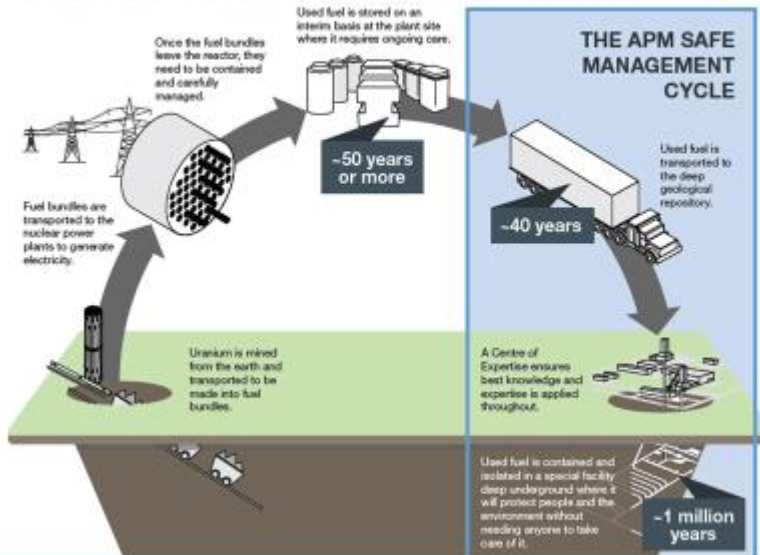 Used fuel is stored on an
interim basis at the plant site
where it requires ongoing care.
Once the fuel bundles
leave the reactor, they
need to be contained
and carefully
managed.
THE APM SAFE
MANAGEMENT
CYCLE
~50 years
or more
Used fuel is
transported to
the deep
geological
repository.
~40 years
Fuel bundles are
transported to the
nuclear power
plants to generate
electricity.
Uranium is mined
from the earth and
transported to be
made into fuel
bundles.
A Centre of
Expertise ensures
best knowledge and
expertise is applied
throughout.
Used fuel is contained and
isolated in a special facility
deep underground where it
will protect people and the
environment without
needing anyone to take
care of it.
~1 million
years